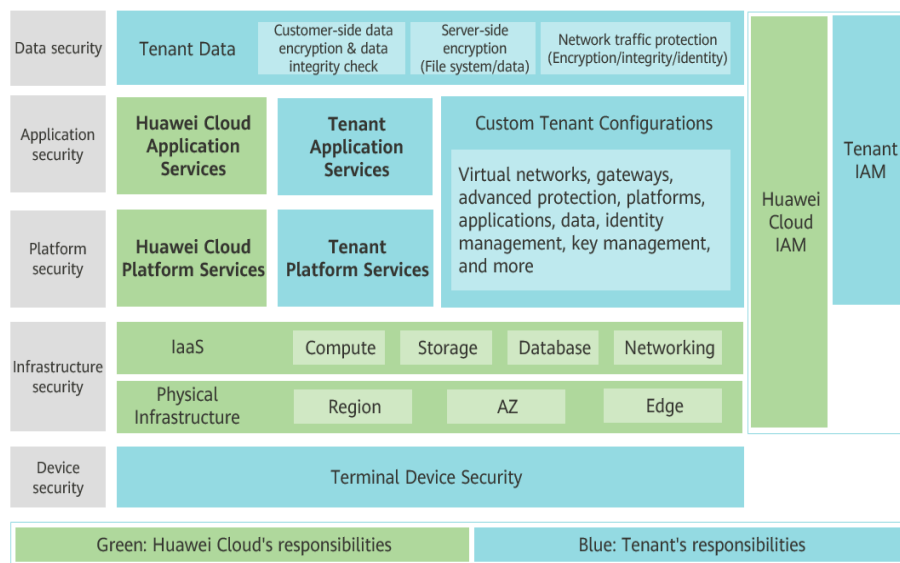 Data security
Tenant Data
Customer-side data
encryption & data
integrity check
Server-side
encryption
(File system/data)
Network traffic protection
(Encryption/integrity/identity)
Application
security
Huawei Cloud
Application
Services
Tenant
Application
Services
Custom Tenant Configurations
Virtual networks, gateways,
advanced protection, platforms,
applications, data, identity
management, key management,
and more
Platform
security
Huawei Cloud
Platform Services
Tenant
Platform Services
Huawei
Cloud
IAM
Tenant
IAM
Infrastructure
security
IaaS
Compute
Storage
Database
Networking
Physical
Infrastructure
Region
AZ
Edge
Device
security
Terminal Device Security
Green: Huawei Cloud's responsibilities
Blue: Tenant's responsibilities